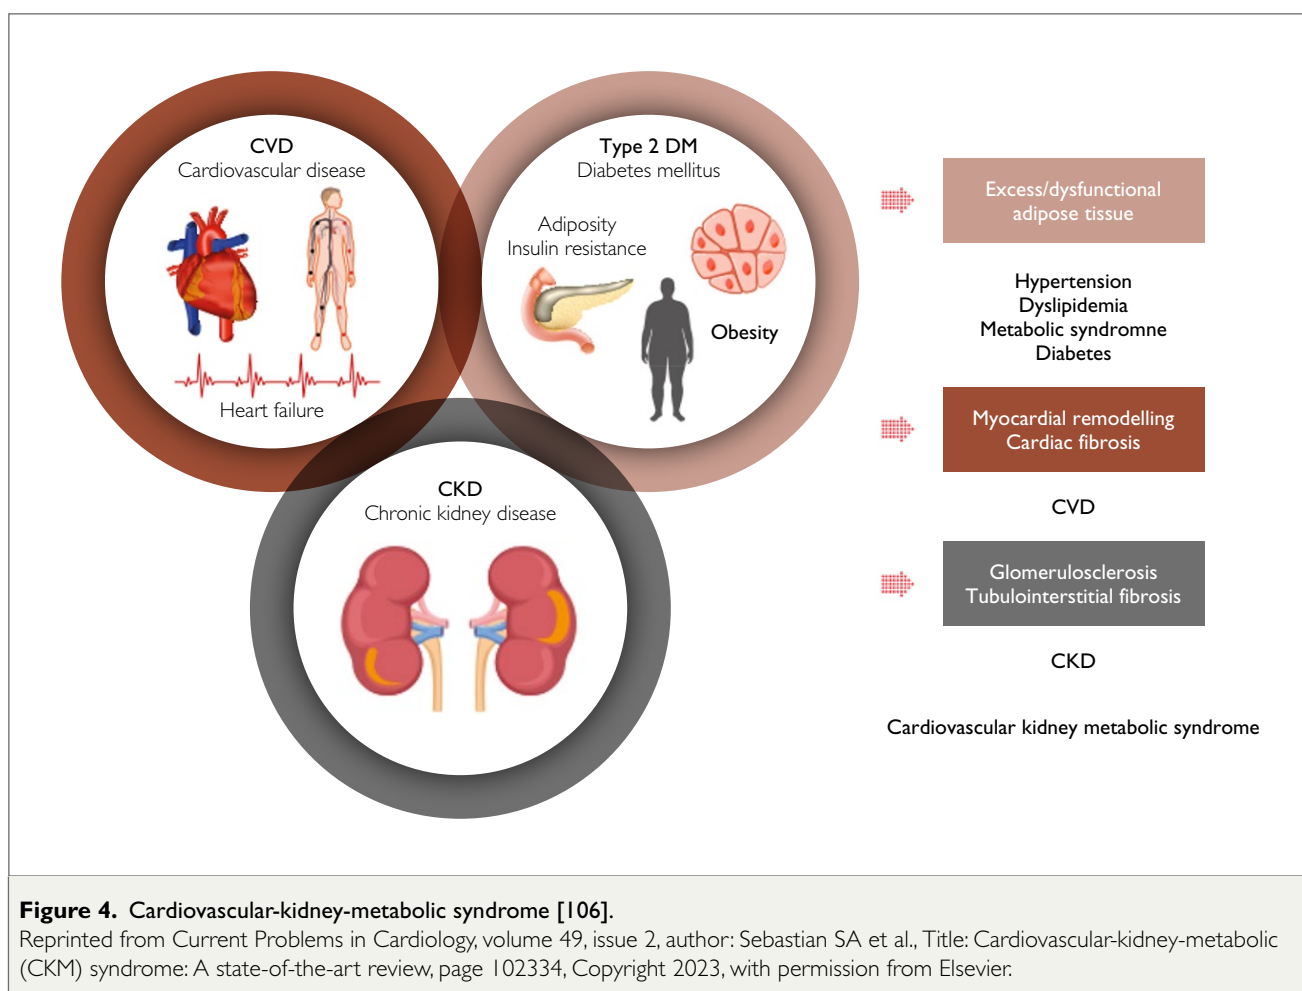 CVD
Cardiovascular disease
Heart failure
Type 2 DM
Diabetes mellitus
Adiposity
Insulin resistance
Obesity
CKD
Chronic kidney disease
Excess/dysfunctional
adipose tissue
Hypertension
Dyslipidemia
Metabolic syndromne
Diabetes
Myocardial remodelling
Cardiac fibrosis
CVD
Glomerulosclerosis
Tubulointerstitial fibrosis
CKD
Cardiovascular kidney metabolic syndrome
Figure 4. Cardiovascular-kidney-metabolic syndrome [106].
Reprinted from Current Problems in Cardiology, volume 49, issue 2, author: Sebastian SA et al., Title: Cardiovascular-kidney-metabolic
(CKM) syndrome: A state-of-the-art review, page 102334, Copyright 2023, with permission from Elsevier.